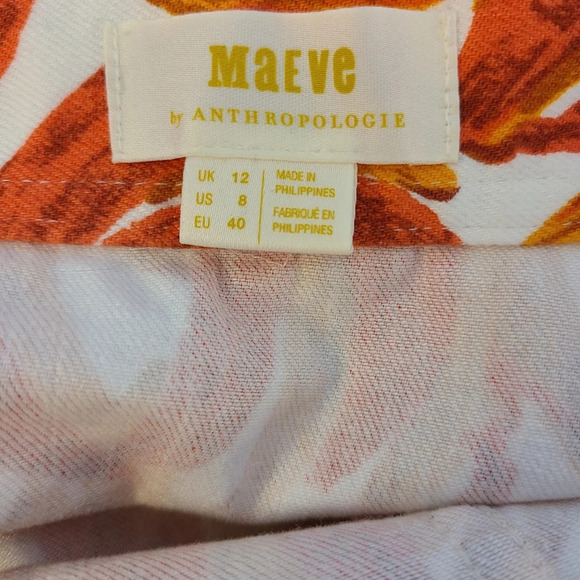 MaEVe
by ANTHROPOLOGIE
UK 12
US 8
EU 40
MADE IN
PHILIPPINES
FABRIQUÉ EN
PHILIPPINES